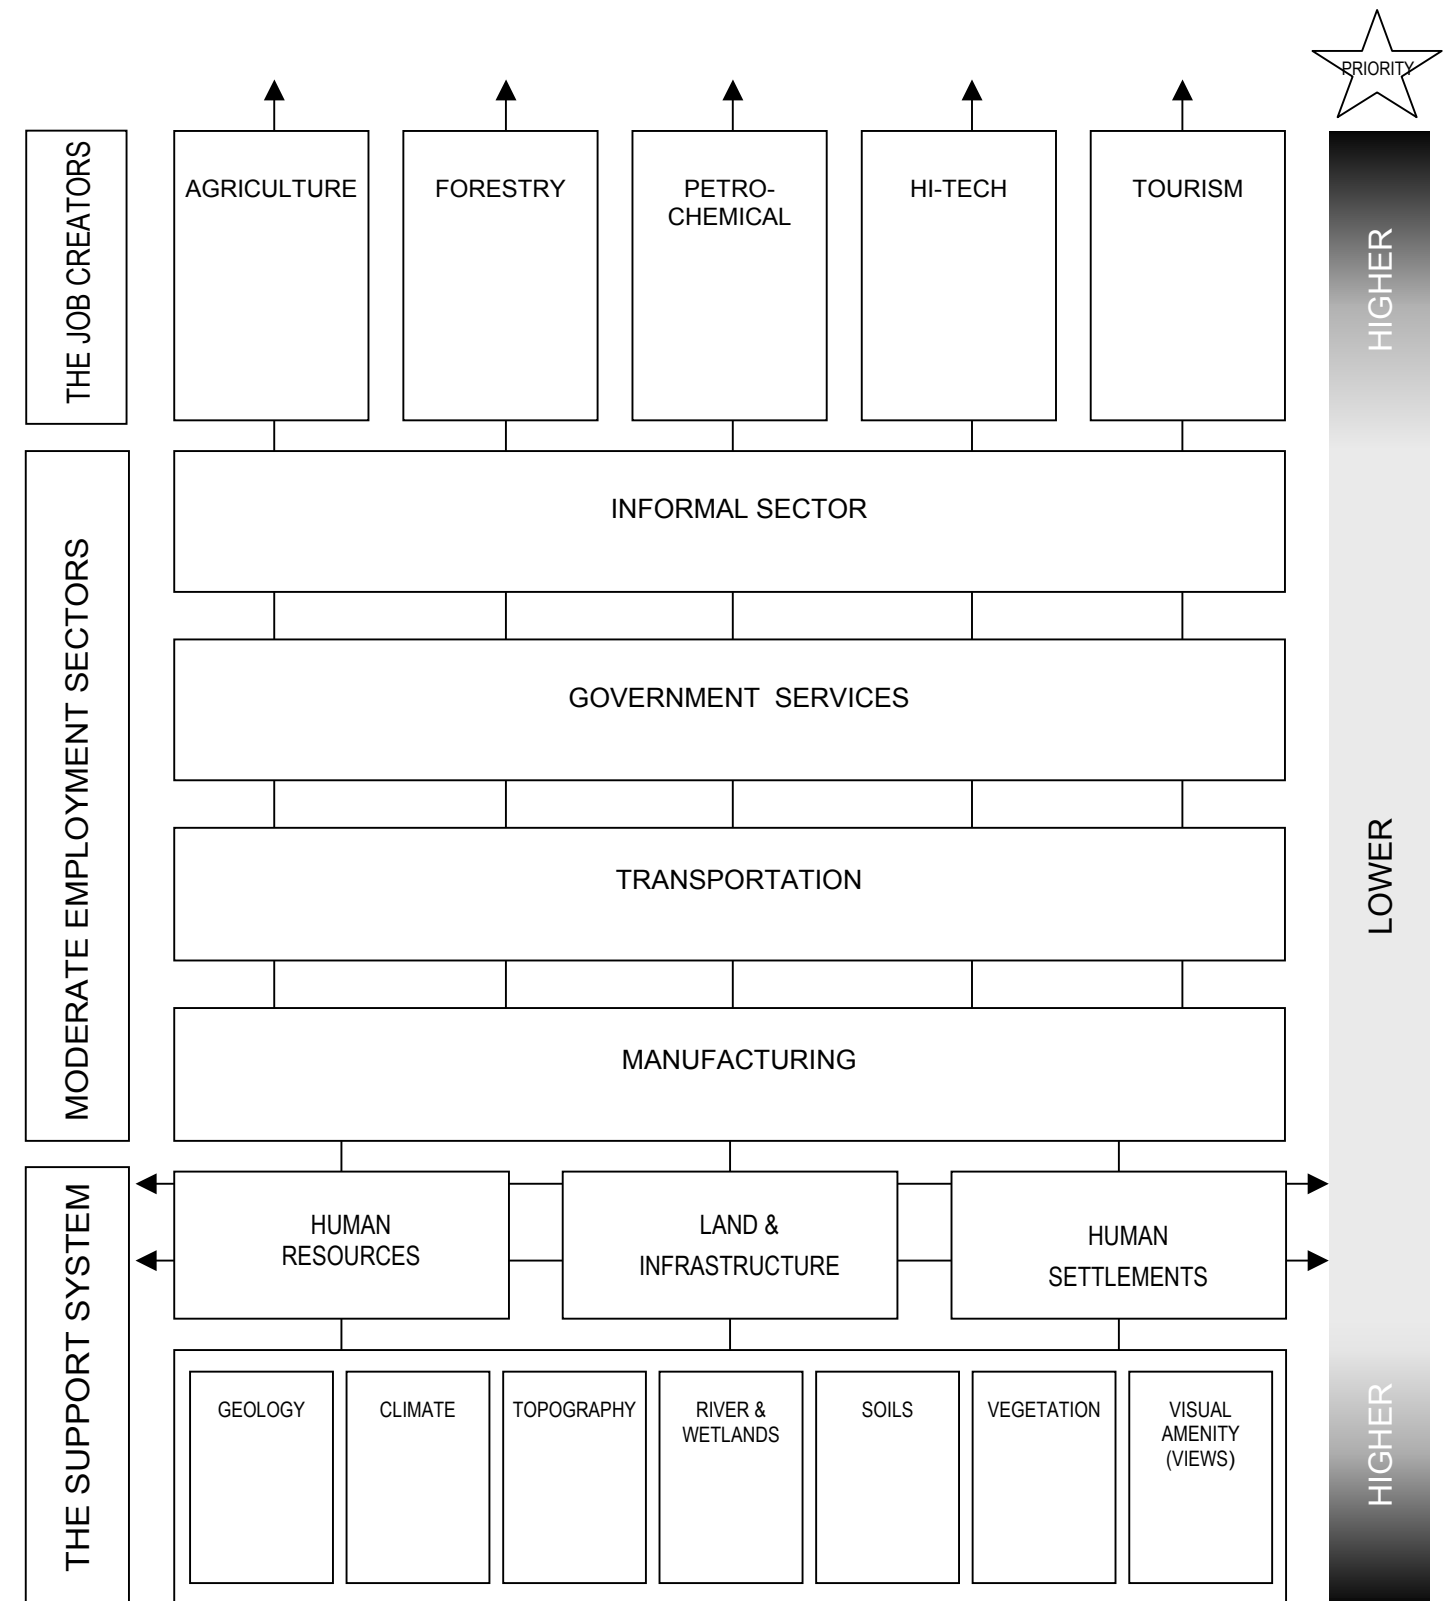 PRIORITY
THE JOB CREATORS
AGRICULTURE
FORESTRY
PETRO-
CHEMICAL
HI-TECH
TOURISM
HIGHER
MODERATE EMPLOYMENT SECTORS
INFORMAL SECTOR
GOVERNMENT SERVICES
TRANSPORTATION
MANUFACTURING
LOWER
THE SUPPORT SYSTEM
HUMAN
RESOURCES
LAND &
INFRASTRUCTURE
HUMAN
SETTLEMENTS
GEOLOGY
CLIMATE
TOPOGRAPHY
RIVER &
WETLANDS
SOILS
VEGETATION
VISUAL
AMENITY
(VIEWS)
HIGHER